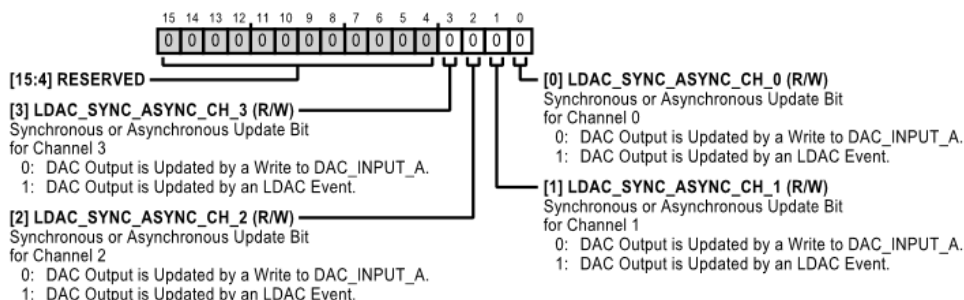 15 14 13 12 11 10 9 8 7 6 5 4 3 2 1 0
0 0 0 0 0 0 0 0 0 0 0 0 0 0 0 0
[15:4] RESERVED
[3] LDAC_SYNC_ASYNC_CH_3 (R/W)
Synchronous or Asynchronous Update Bit
for Channel 3
0: DAC Output is Updated by a Write to DAC_INPUT_A.
1: DAC Output is Updated by an LDAC Event.
[2] LDAC_SYNC_ASYNC_CH_2 (R/W)
Synchronous or Asynchronous Update Bit
for Channel 2
0: DAC Output is Updated by a Write to DAC_INPUT_A.
1: DAC Output is Updated by an LDAC Event.
[0] LDAC_SYNC_ASYNC_CH_0 (R/W)
Synchronous or Asynchronous Update Bit
for Channel 0
0: DAC Output is Updated by a Write to DAC_INPUT_A.
1: DAC Output is Updated by an LDAC Event.
[1] LDAC_SYNC_ASYNC_CH_1 (R/W)
Synchronous or Asynchronous Update Bit
for Channel 1
0: DAC Output is Updated by a Write to DAC_INPUT_A.
1: DAC Output is Updated by an LDAC Event.